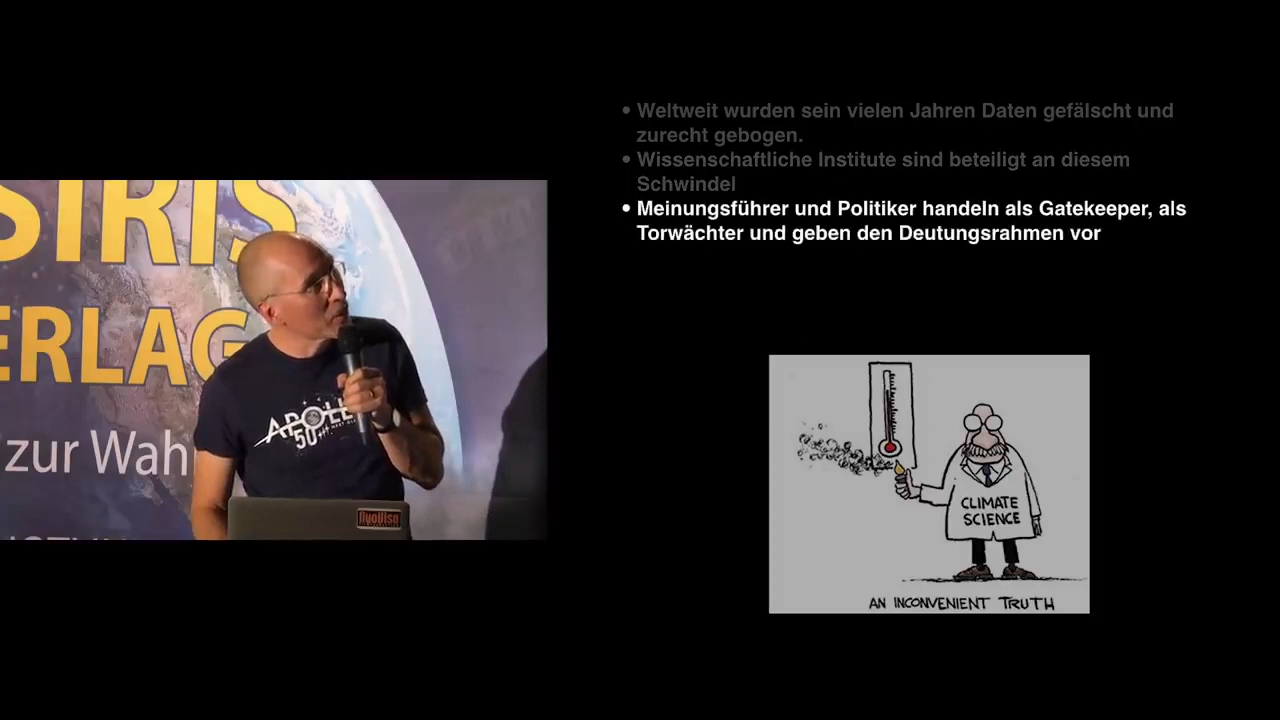 • Weltweit wurden sein vielen Jahren Daten gefälscht und
zurecht gebogen.
• Wissenschaftliche Institute sind beteiligt an diesem
Schwindel
• Meinungsführer und Politiker handeln als Gatekeeper, als
Torwächter und geben den Deutungsrahmen vor
SIRIS
ERLAG
zur Wah
APOLL
50
CLIMATE
SCIENCE
AN INCONVENIENT TRUTH